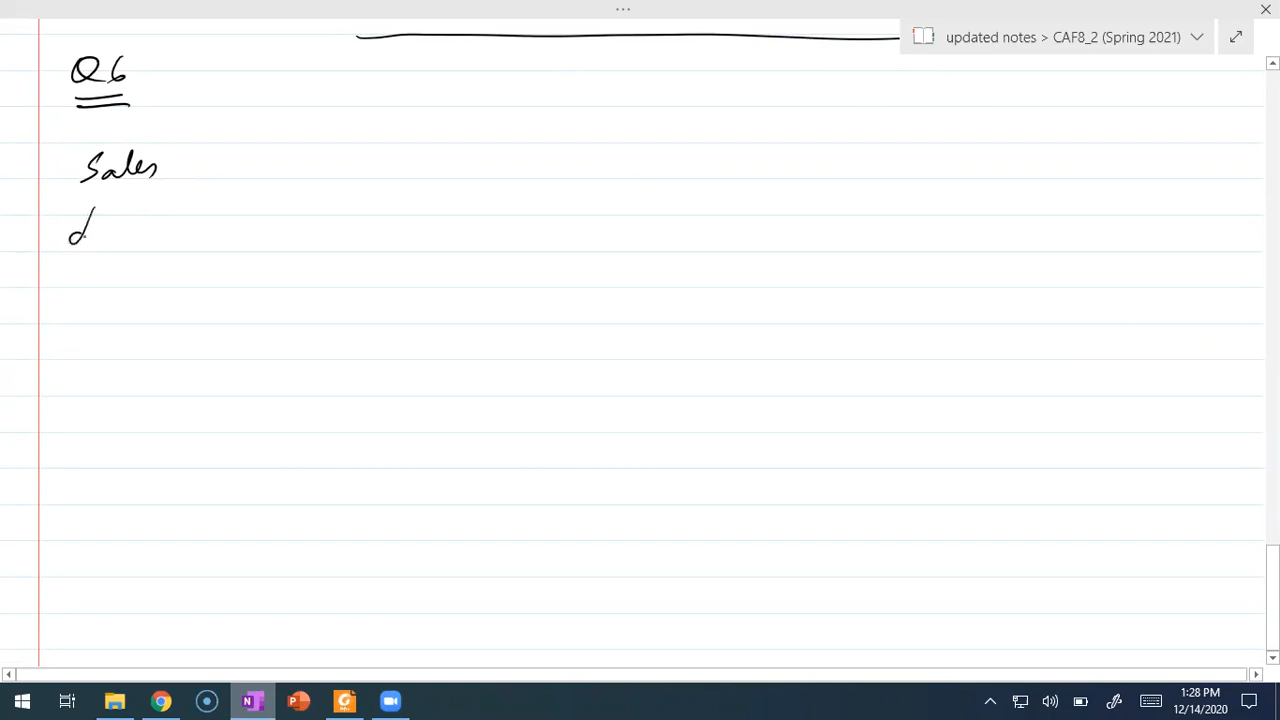 updated notes > CAF8_2 (Spring 2021)
Q6
Sales
d
1:28 PM
12/14/2020